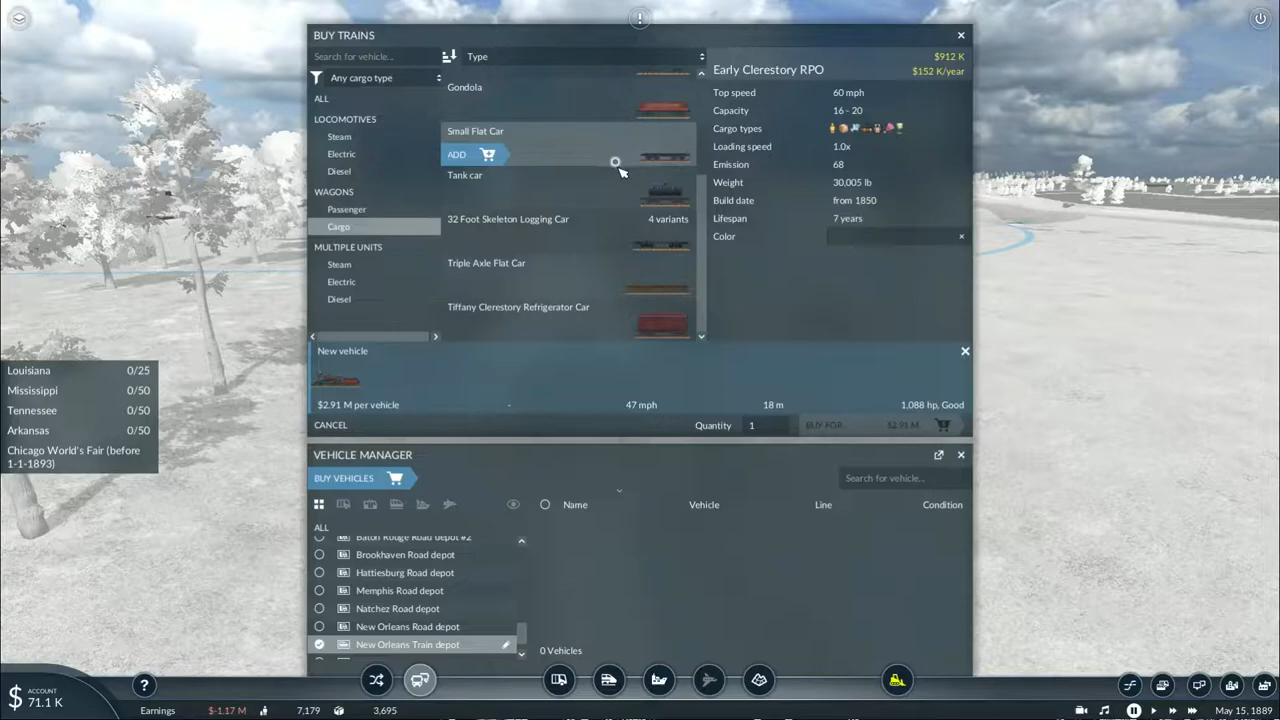 BUY TRAINS
Search for vehicle...
Type
Any cargo type
ALL
LOCOMOTIVES
Steam
Electric
Diesel
WAGONS
Passenger
Cargo
MULTIPLE UNITS
Steam
Electric
Diesel
Gondola
Small Flat Car
ADD
Tank car
32 Foot Skeleton Logging Car 4 variants
Triple Axle Flat Car
Tiffany Clerestory Refrigerator Car
$912 K
Early Clerestory RPO $152 K/year
Top speed 60 mph
Capacity 16 - 20
Cargo types
Loading speed 1.0x
Emission 68
Weight 30,005 lb
Build date from 1850
Lifespan 7 years
Color
New vehicle
$2.91 M per vehicle - 47 mph 18 m 1,088 hp, Good
CANCEL Quantity 1 BUY FOR $2.91 M
Louisiana 0/25
Mississippi 0/50
Tennessee 0/50
Arkansas 0/50
Chicago World's Fair (before
1-1-1893)
VEHICLE MANAGER
BUY VEHICLES Search for vehicle...
Name Vehicle Line Condition
ALL
Baton Rouge Road depot #2
Brookhaven Road depot
Hattiesburg Road depot
Memphis Road depot
Natchez Road depot
New Orleans Road depot
New Orleans Train depot
0 Vehicles
$ ACCOUNT
71.1 K
?
Earnings $-1.17 M 7,179 3,695 May 15, 1889